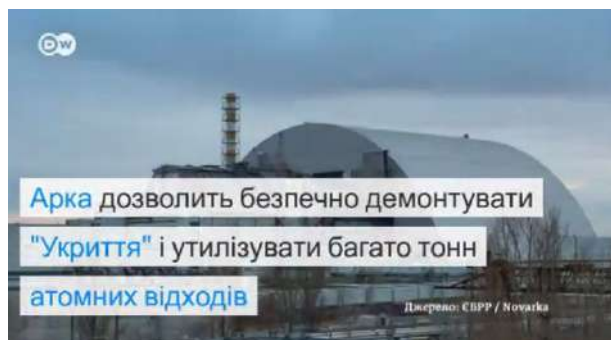 DW
Арка дозволить безпечно демонтувати
"Укриття" і утилізувати багато тонн
атомних відходів
Джерело: ЄБРР / Novarka